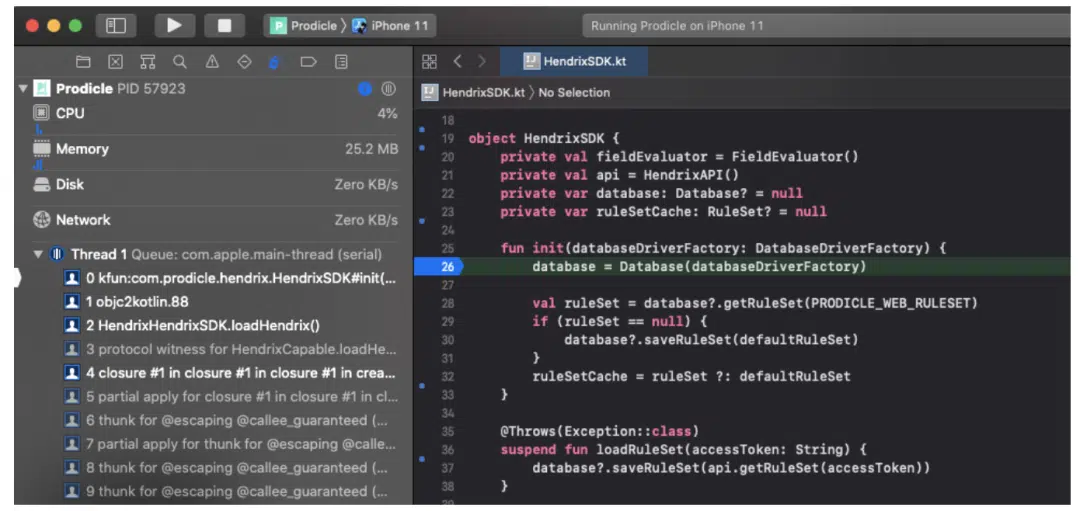 Prodicle 〉 iPhone 11
Running Prodicle on iPhone 11
Prodicle PID 57923
CPU 4%
Memory 25.2 MB
Disk Zero KB/s
Network Zero KB/s
Thread 1 Queue: com.apple.main-thread (serial)
0 kfun:com.prodicle.hendrix.HendrixSDK#init(...
1 objc2kotlin.88
2 HendrixHendrixSDK.loadHendrix()
3 protocol witness for HendrixCapable.loadHe...
4 closure #1 in closure #1 in closure #1 in crea...
5 partial apply for closure #1 in closure #1 in cl...
6 thunk for @escaping @callee_guaranteed (...
7 partial apply for thunk for @escaping @calle...
8 thunk for @escaping @callee_guaranteed (...
9 thunk for @escaping @callee_guaranteed (...
HendrixSDK.kt
HendrixSDK.kt 〉 No Selection
18
19 object HendrixSDK {
20     private val fieldEvaluator = FieldEvaluator()
21     private val api = HendrixAPI()
22     private var database: Database? = null
23     private var ruleSetCache: RuleSet? = null
24
25     fun init(databaseDriverFactory: DatabaseDriverFactory) {
26         database = Database(databaseDriverFactory)
27
28         val ruleSet = database?.getRuleSet(PRODICLE_WEB_RULESET)
29         if (ruleSet == null) {
30             database?.saveRuleSet(defaultRuleSet)
31         }
32         ruleSetCache = ruleSet ?: defaultRuleSet
33     }
34
35     @Throws(Exception::class)
36     suspend fun loadRuleSet(accessToken: String) {
37         database?.saveRuleSet(api.getRuleSet(accessToken))
38     }
39